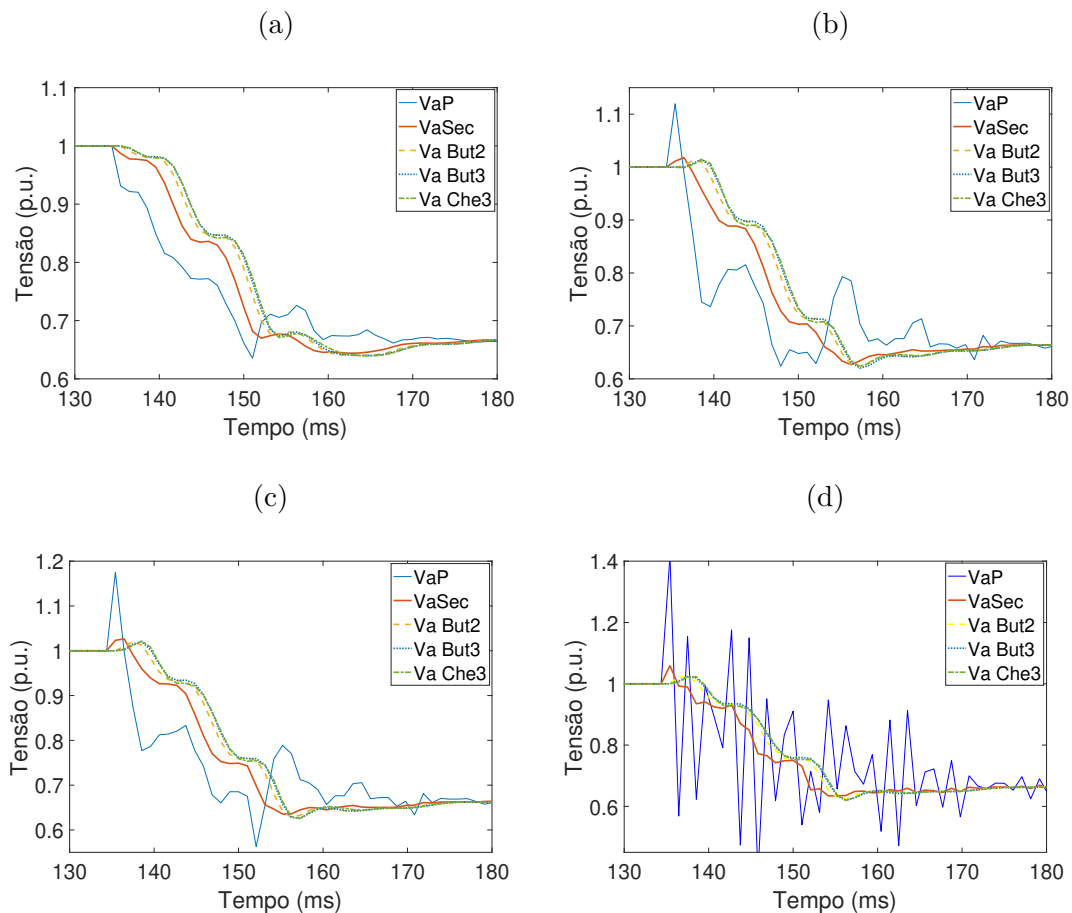 (a)
1.1
1
0.9
0.8
0.7
0.6
Tensão (p.u.)
130 140 150 160 170 180
Tempo (ms)
VaP
VaSec
Va But2
Va But3
Va Che3
(b)
1.1
1
0.9
0.8
0.7
0.6
Tensão (p.u.)
130 140 150 160 170 180
Tempo (ms)
VaP
VaSec
Va But2
Va But3
Va Che3
(c)
1.2
1.1
1
0.9
0.8
0.7
0.6
Tensão (p.u.)
130 140 150 160 170 180
Tempo (ms)
VaP
VaSec
Va But2
Va But3
Va Che3
(d)
1.4
1.2
1
0.8
0.6
Tensão (p.u.)
130 140 150 160 170 180
Tempo (ms)
VaP
VaSec
Va But2
Va But3
Va Che3